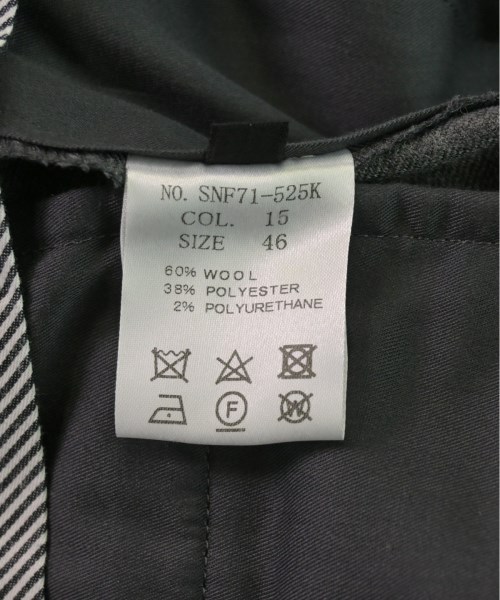 NO. SNF71-525K
COL. 15
SIZE 46
60% WOOL
38% POLYESTER
2% POLYURETHANE
F
W